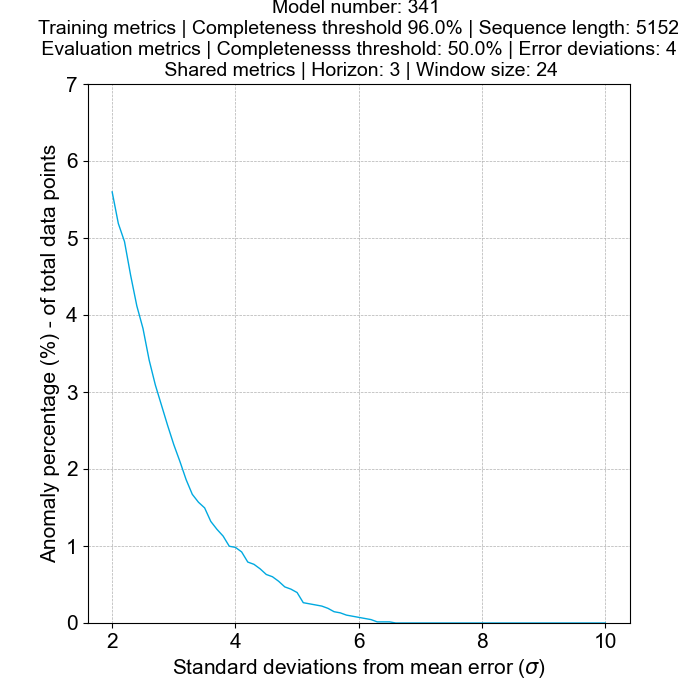 Model number: 341
Training metrics | Completeness threshold 96.0% | Sequence length: 5152
Evaluation metrics | Completenesss threshold: 50.0% | Error deviations: 4
Shared metrics | Horizon: 3 | Window size: 24
7
6
5
4
3
2
1
0
Anomaly percentage (%) - of total data points
2 4 6 8 10
Standard deviations from mean error (σ)